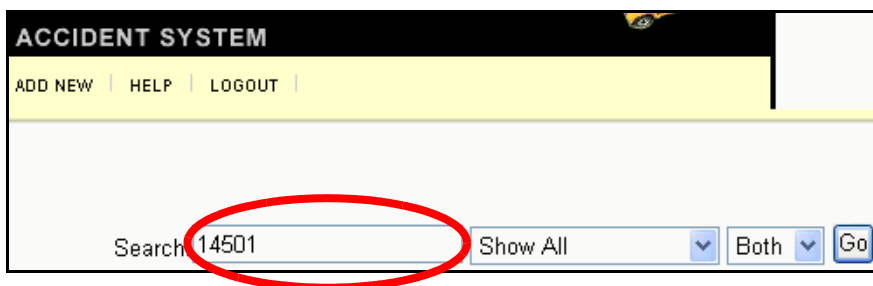 ACCIDENT SYSTEM
ADD NEW | HELP | LOGOUT |
Search: 14501 Show All Both Go